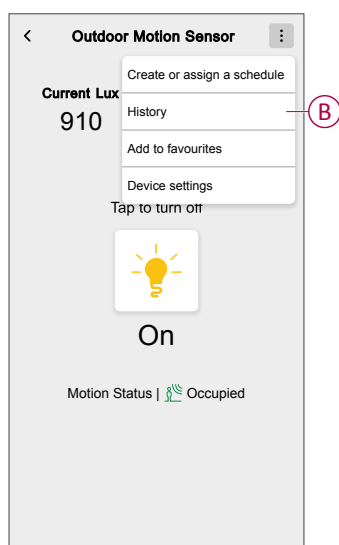 Outdoor Motion Sensor
Create or assign a schedule
Current Lux
910
History
B
Add to favourites
Device settings
Tap to turn off
On
Motion Status | Occupied